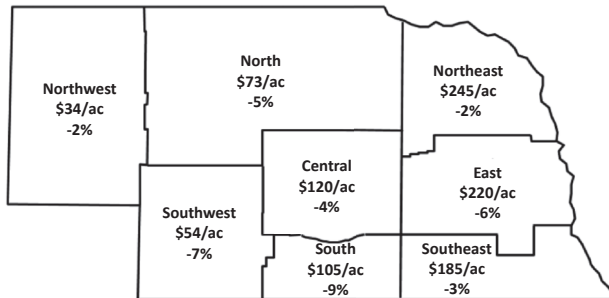 Northwest
$34/ac
-2%
North
$73/ac
-5%
Northeast
$245/ac
-2%
Central
$120/ac
-4%
East
$220/ac
-6%
Southwest
$54/ac
-7%
South
$105/ac
-9%
Southeast
$185/ac
-3%